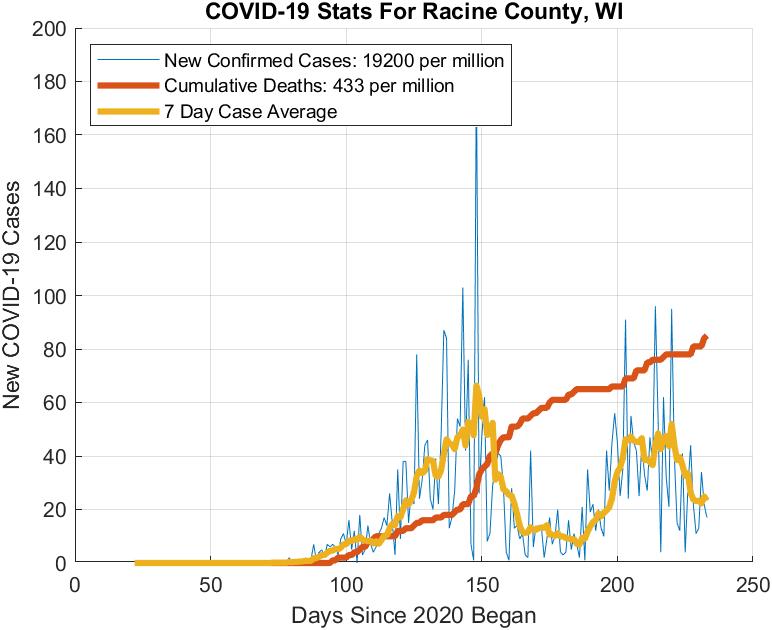 COVID-19 Stats For Racine County, WI
200
180
160
140
120
100
80
60
40
20
0
New COVID-19 Cases
New Confirmed Cases: 19200 per million
Cumulative Deaths: 433 per million
7 Day Case Average
0 50 100 150 200 250
Days Since 2020 Began